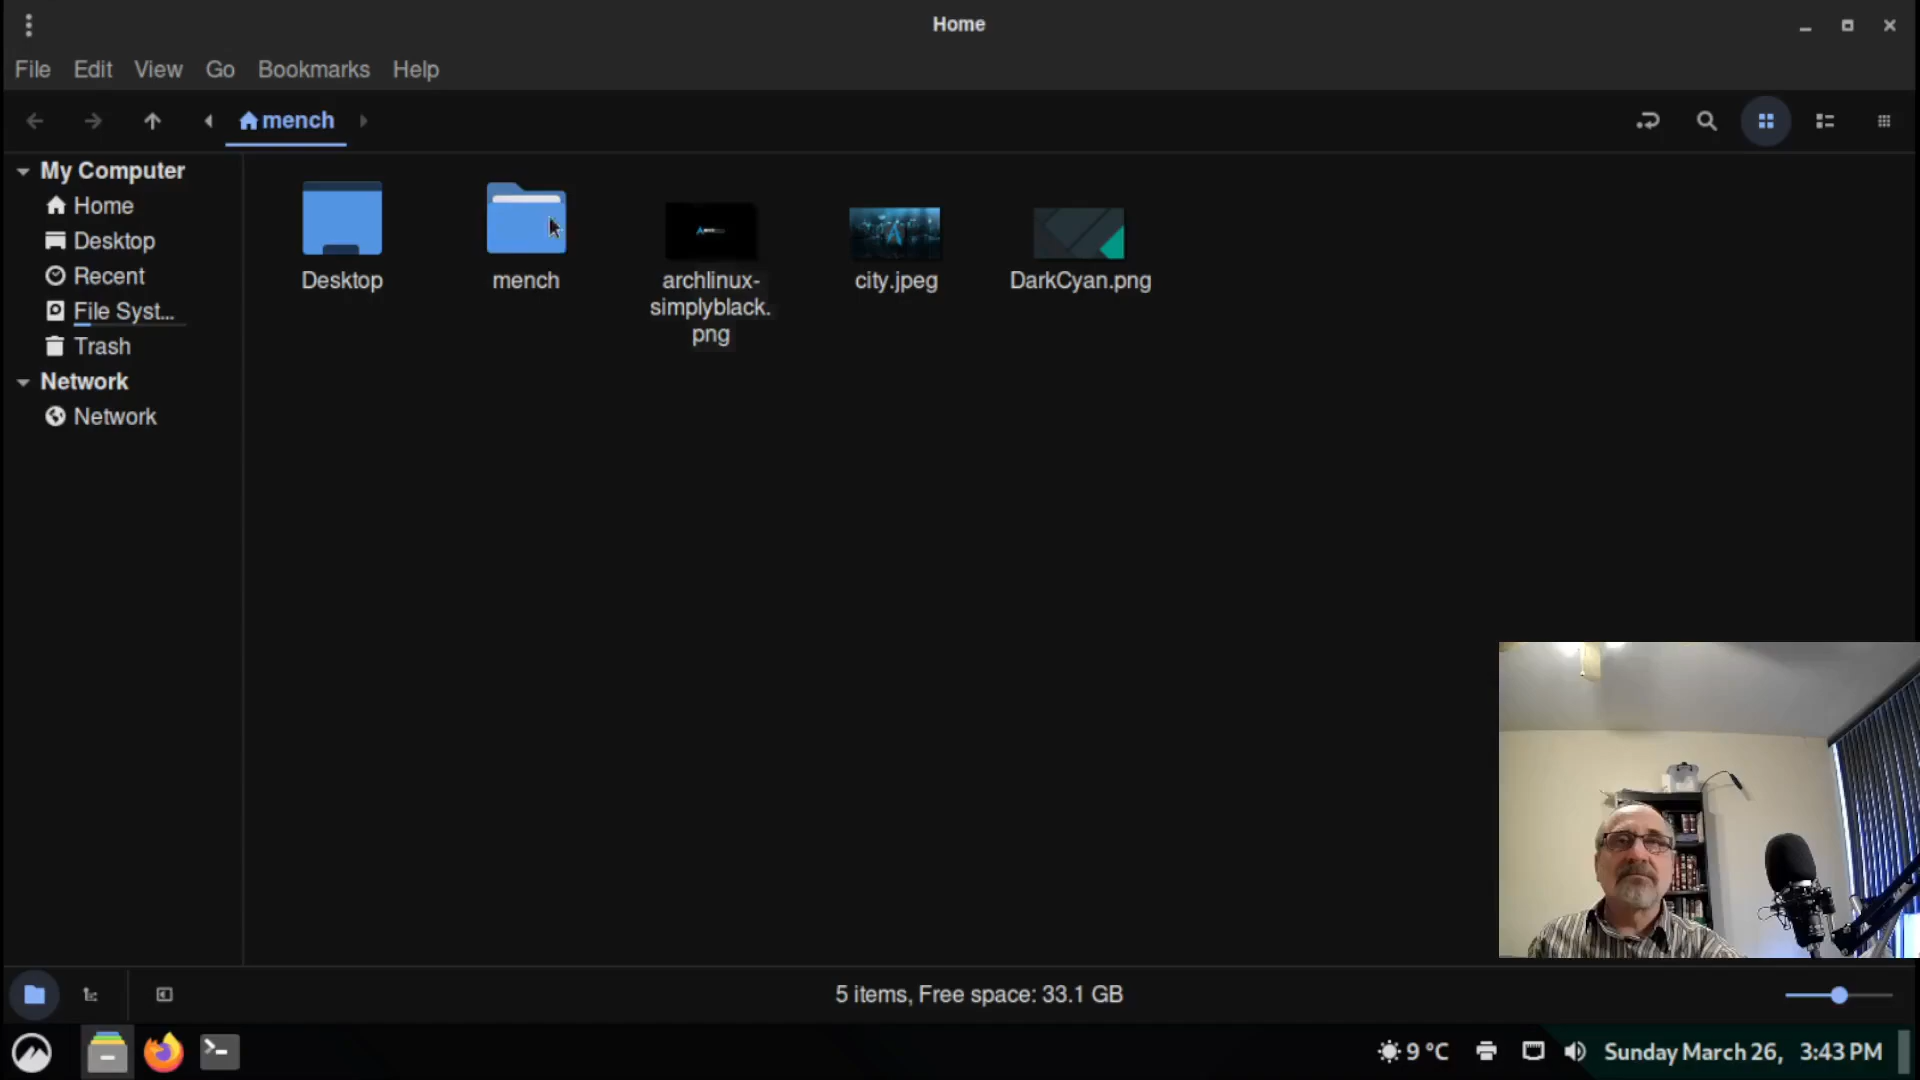 Home
File Edit View Go Bookmarks Help
mench
My Computer
Home
Desktop
Recent
File Syst...
Trash
Network
Network
Desktop
mench
archlinux-
simplyblack.
png
city.jpeg
DarkCyan.png
5 items, Free space: 33.1 GB
9 °C
Sunday March 26, 3:43 PM